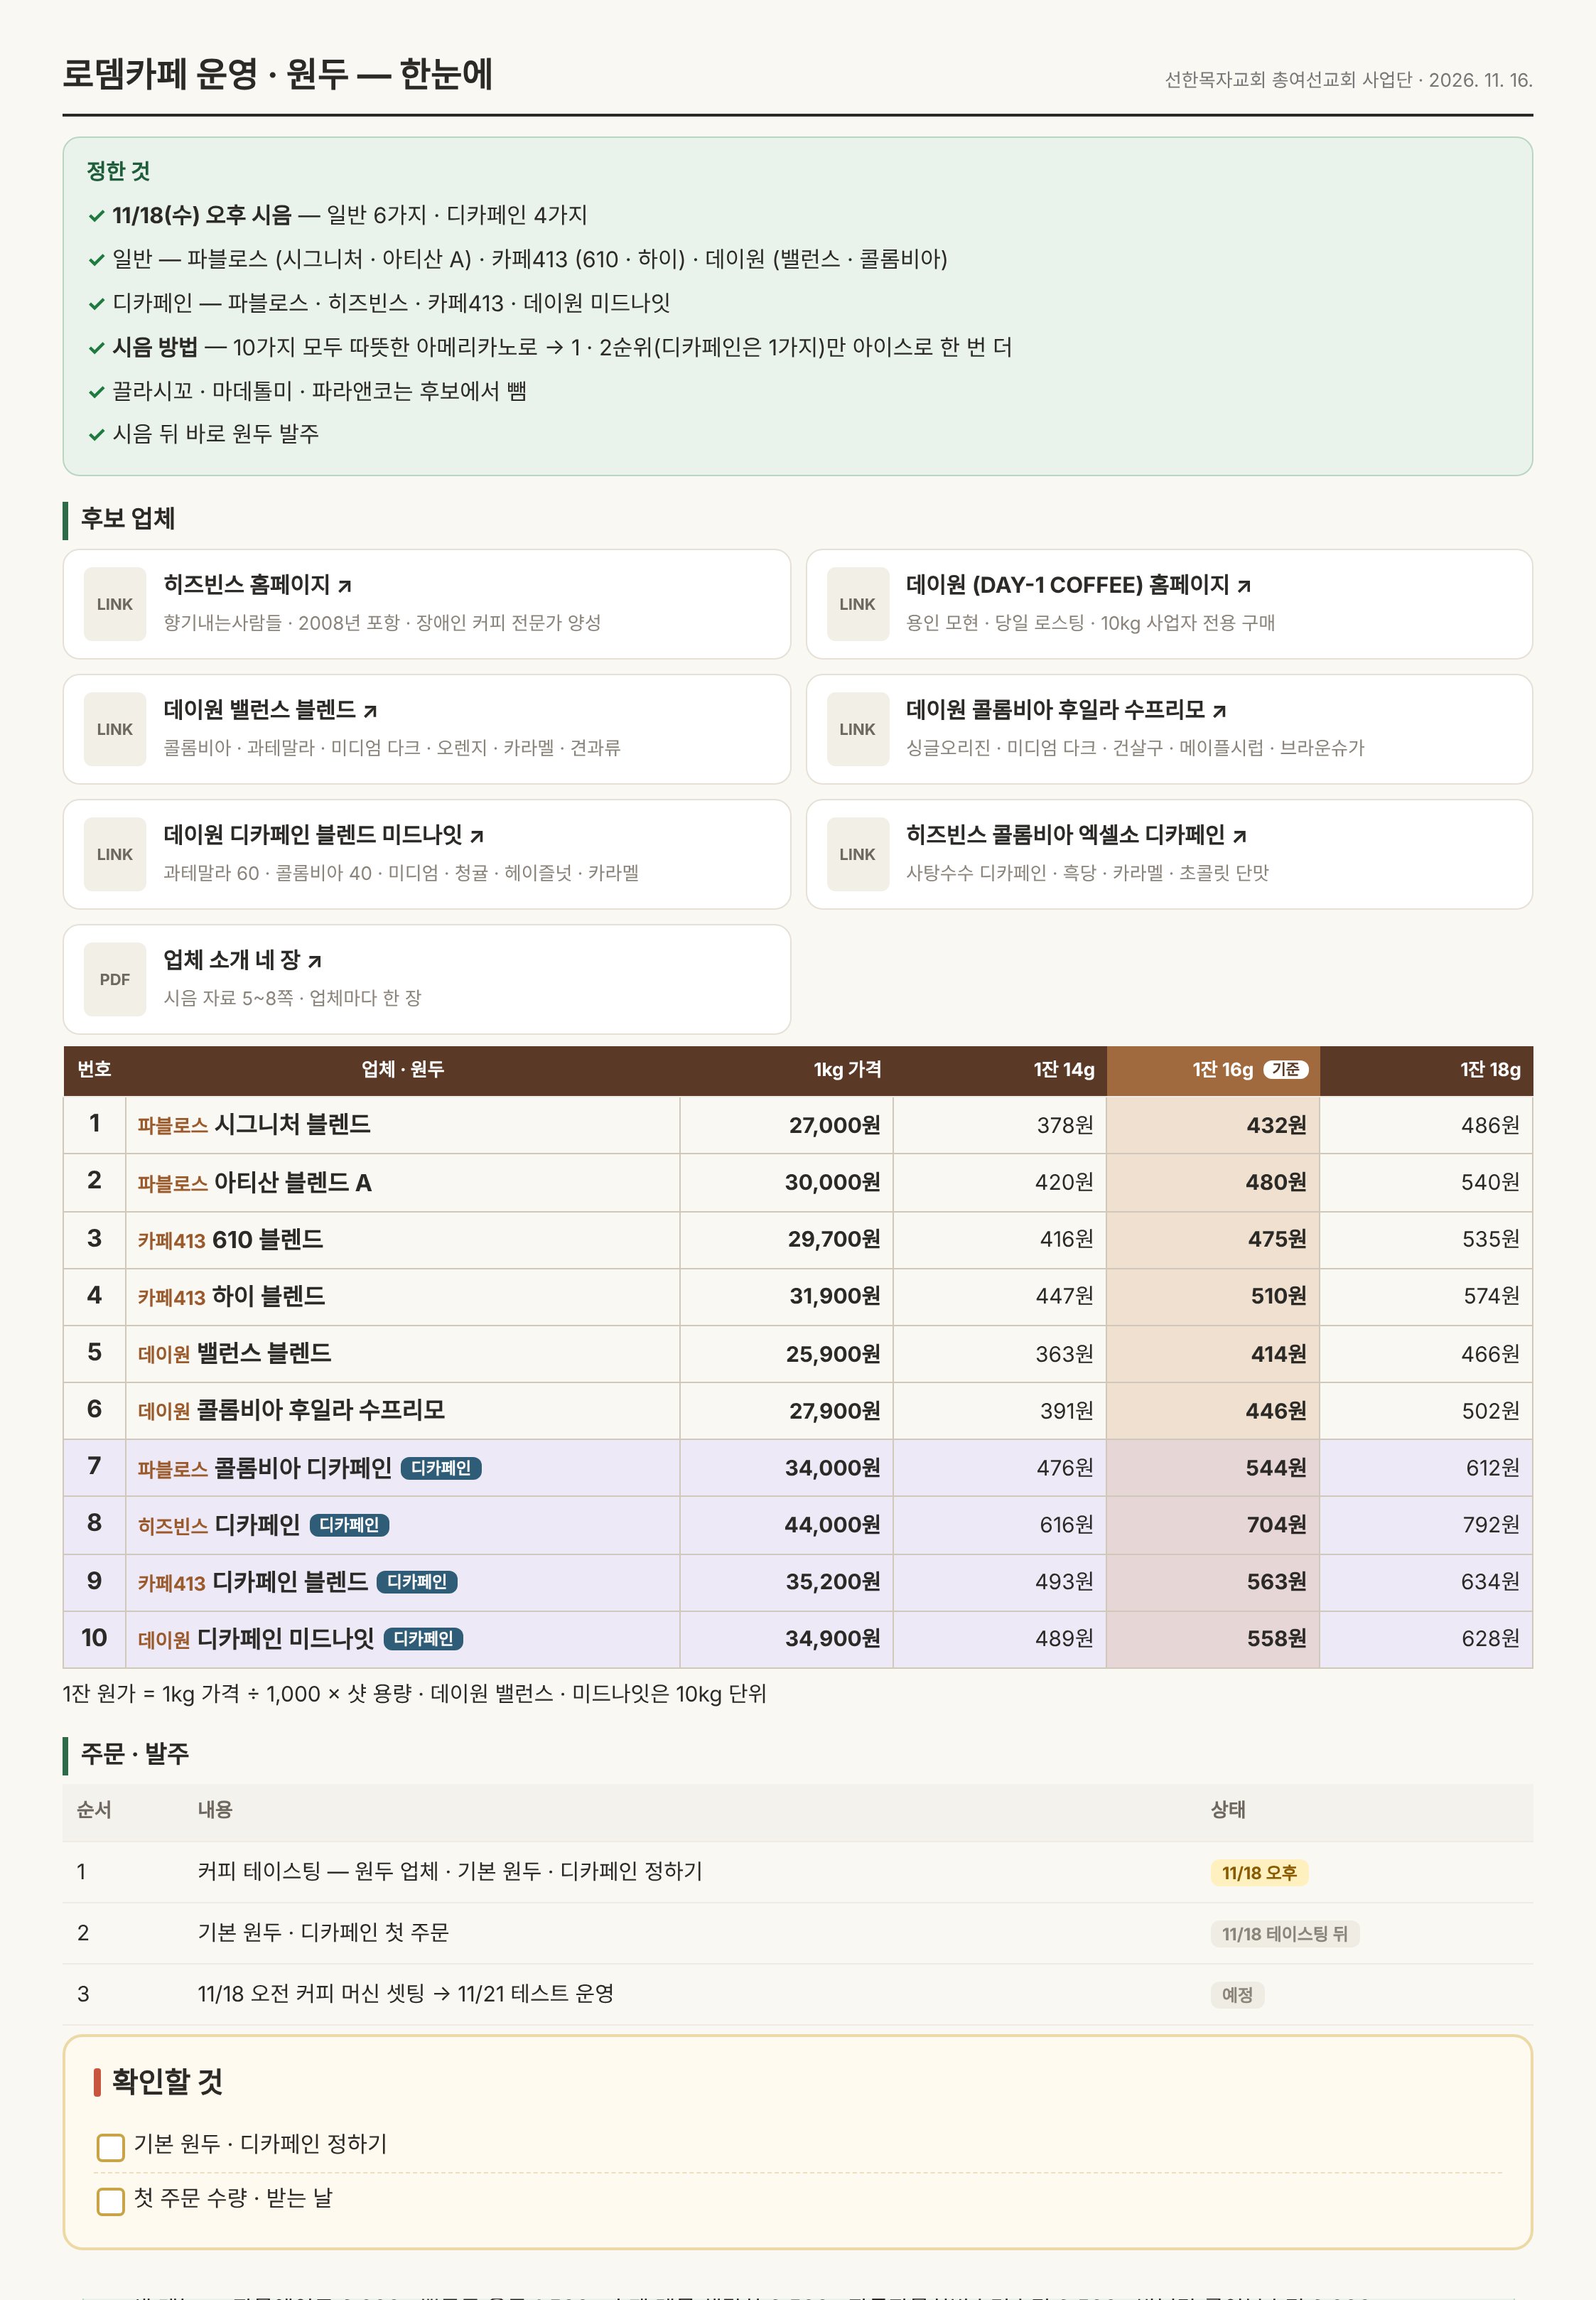 로뎀카페 운영 · 원두 — 한눈에
선한목자교회 총여선교회 사업단 · 2026. 11. 16.
정한 것
✓ 11/18(수) 오후 시음 — 일반 6가지 · 디카페인 4가지
✓ 일반 — 파블로스 (시그니처 · 아티산 A) · 카페413 (610 · 하이) · 데이원 (밸런스 · 콜롬비아)
✓ 디카페인 — 파블로스 · 히즈빈스 · 카페413 · 데이원 미드나잇
✓ 시음 방법 — 10가지 모두 따뜻한 아메리카노로 → 1 · 2순위(디카페인은 1가지)만 아이스로 한 번 더
✓ 끌라시꼬 · 마데톨미 · 파라앤코는 후보에서 뺌
✓ 시음 뒤 바로 원두 발주
후보 업체
LINK 히즈빈스 홈페이지 ↗
향기내는사람들 · 2008년 포항 · 장애인 커피 전문가 양성
LINK 데이원 (DAY-1 COFFEE) 홈페이지 ↗
용인 모현 · 당일 로스팅 · 10kg 사업자 전용 구매
LINK 데이원 밸런스 블렌드 ↗
콜롬비아 · 과테말라 · 미디엄 다크 · 오렌지 · 카라멜 · 견과류
LINK 데이원 콜롬비아 후일라 수프리모 ↗
싱글오리진 · 미디엄 다크 · 건살구 · 메이플시럽 · 브라운슈가
LINK 데이원 디카페인 블렌드 미드나잇 ↗
과테말라 60 · 콜롬비아 40 · 미디엄 · 청귤 · 헤이즐넛 · 카라멜
LINK 히즈빈스 콜롬비아 엑셀소 디카페인 ↗
사탕수수 디카페인 · 흑당 · 카라멜 · 초콜릿 단맛
PDF 업체 소개 네 장 ↗
시음 자료 5~8쪽 · 업체마다 한 장
번호 업체 · 원두 1kg 가격 1잔 14g 1잔 16g 기준 1잔 18g
1 파블로스 시그니처 블렌드 27,000원 378원 432원 486원
2 파블로스 아티산 블렌드 A 30,000원 420원 480원 540원
3 카페413 610 블렌드 29,700원 416원 475원 535원
4 카페413 하이 블렌드 31,900원 447원 510원 574원
5 데이원 밸런스 블렌드 25,900원 363원 414원 466원
6 데이원 콜롬비아 후일라 수프리모 27,900원 391원 446원 502원
7 파블로스 콜롬비아 디카페인 디카페인 34,000원 476원 544원 612원
8 히즈빈스 디카페인 디카페인 44,000원 616원 704원 792원
9 카페413 디카페인 블렌드 디카페인 35,200원 493원 563원 634원
10 데이원 디카페인 미드나잇 디카페인 34,900원 489원 558원 628원
1잔 원가 = 1kg 가격 ÷ 1,000 × 샷 용량 · 데이원 밸런스 · 미드나잇은 10kg 단위
주문 · 발주
순서 내용 상태
1 커피 테이스팅 — 원두 업체 · 기본 원두 · 디카페인 정하기 11/18 오후
2 기본 원두 · 디카페인 첫 주문 11/18 테이스팅 뒤
3 11/18 오전 커피 머신 셋팅 → 11/21 테스트 운영 예정
확인할 것
기본 원두 · 디카페인 정하기
첫 주문 수량 · 받는 날